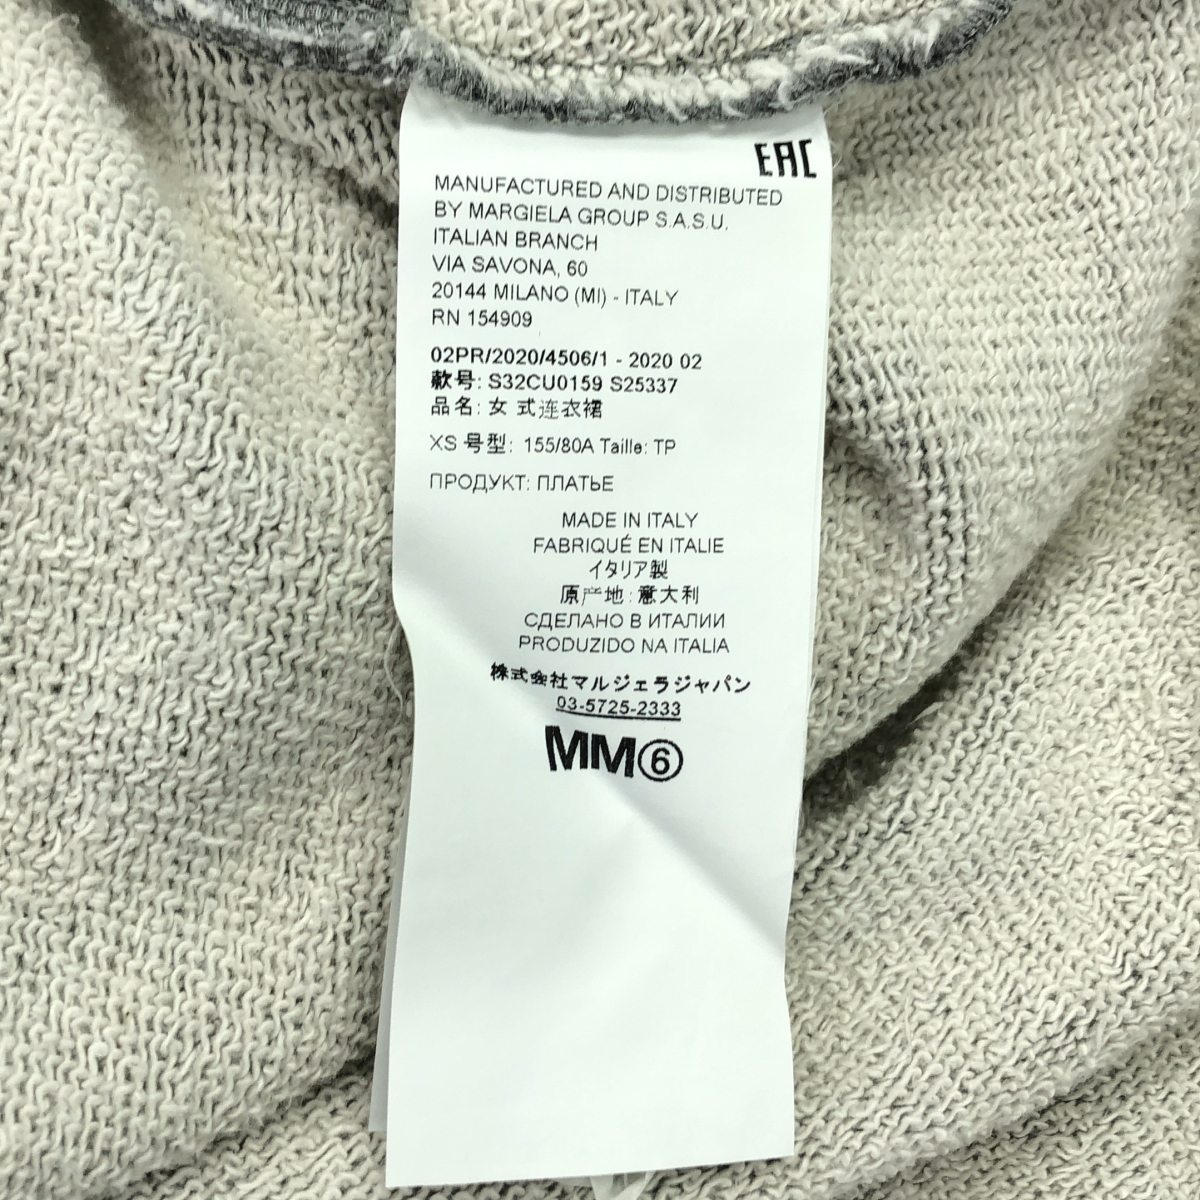 EAC
MANUFACTURED AND DISTRIBUTED
BY MARGIELA GROUP S.A.S.U.
ITALIAN BRANCH
VIA SAVONA, 60
20144 MILANO (MI) - ITALY
RN 154909
02PR/2020/4506/1 - 2020 02
款号: S32CU0159 S25337
品名: 女 式连衣裙
XS 号型: 155/80A Taille: TP
ПРОДУКТ: ПЛАТЬЕ
MADE IN ITALY
FABRIQUÉ EN ITALIE
イタリア製
原产地: 意大利
СДЕЛАНО В ИТАЛИИ
PRODUZIDO NA ITALIA
株式会社マルジェラジャパン
03-5725-2333
MM⑥